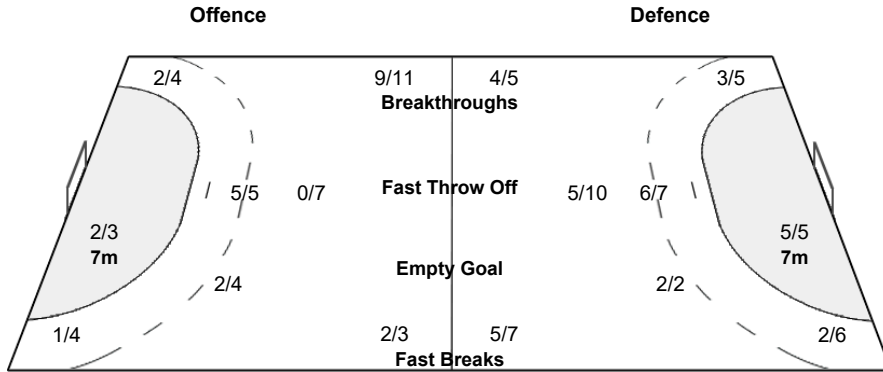 Offence Defence
2/4 9/11 4/5 3/5
Breakthroughs
5/5 0/7 Fast Throw Off 5/10 6/7
2/3 5/5
7m 7m
Empty Goal
2/4 2/2
1/4 2/3 5/7 2/6
Fast Breaks